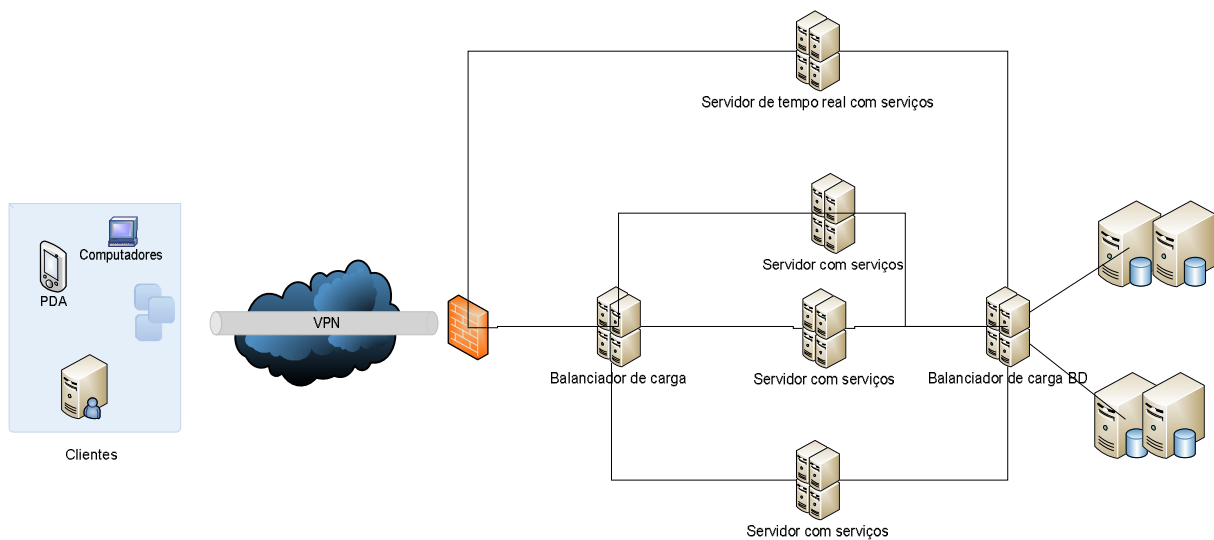 Servidor de tempo real com serviços
Computadores
PDA
Clientes
VPN
Balanciador de carga
Servidor com serviços
Servidor com serviços
Servidor com serviços
Balanciador de carga BD